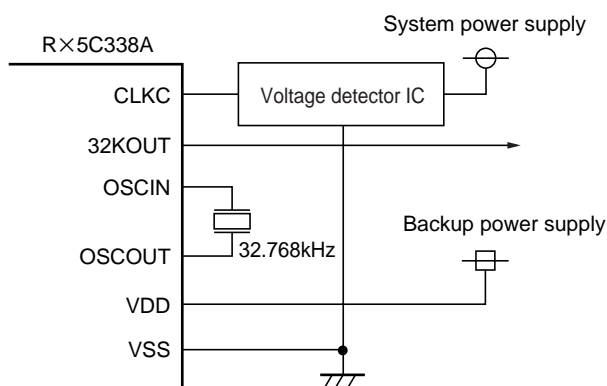 System power supply
R×5C338A
CLKC
Voltage detector IC
32KOUT
OSCIN
Backup power supply
32.768kHz
OSCOUT
VDD
VSS